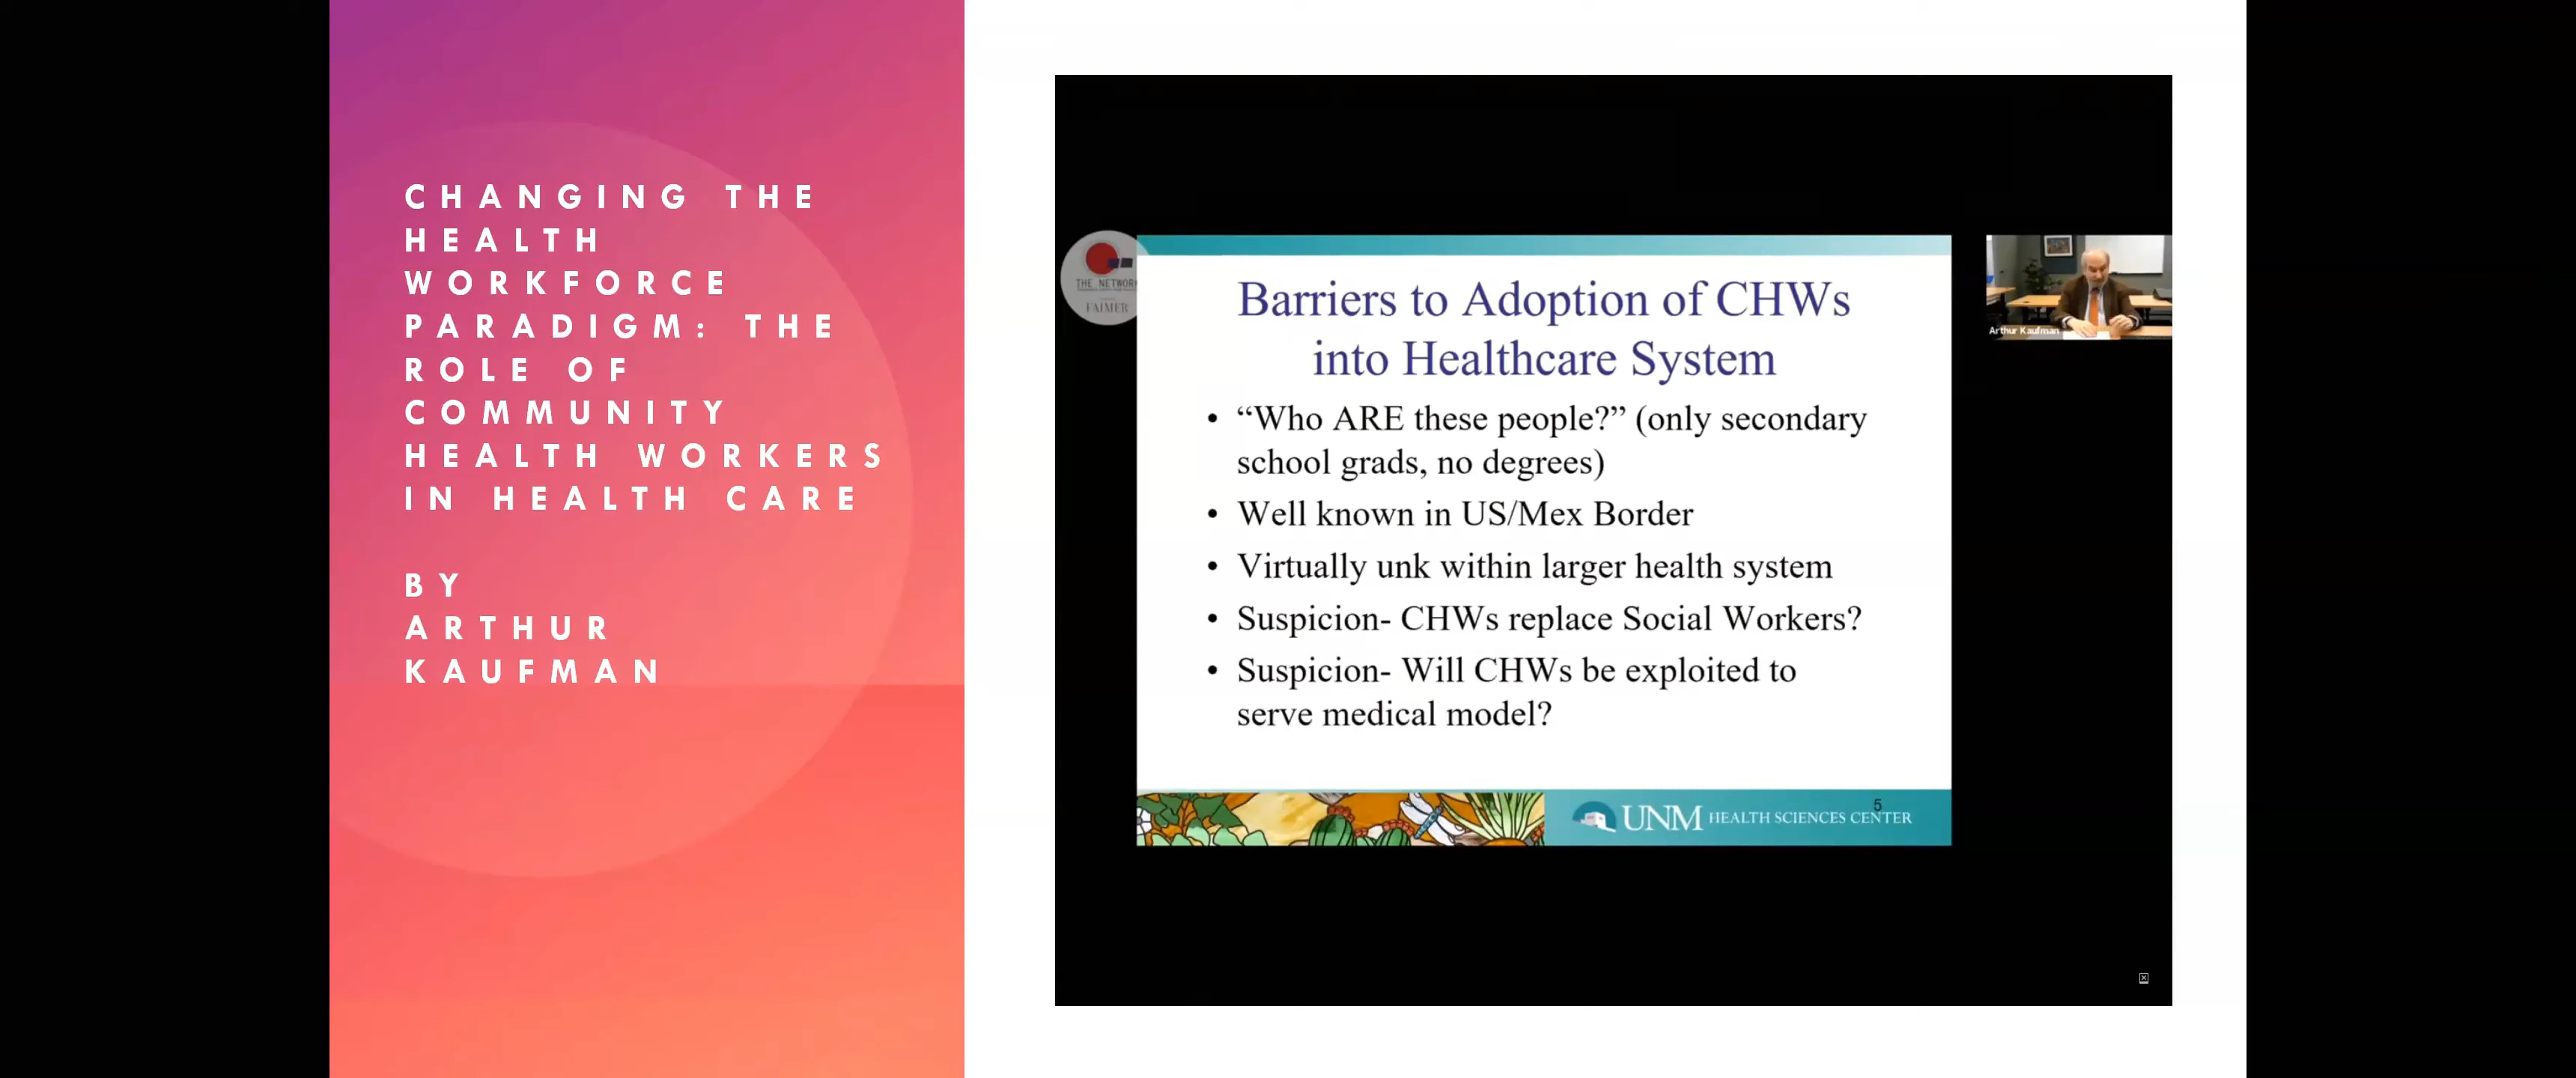 CHANGING THE
HEALTH
WORKFORCE
PARADIGM: THE
ROLE OF
COMMUNITY
HEALTH WORKERS
IN HEALTH CARE
BY
ARTHUR
KAUFMAN
THE NETWORK
FAIMER
Barriers to Adoption of CHWs
into Healthcare System
• “Who ARE these people?” (only secondary
school grads, no degrees)
• Well known in US/Mex Border
• Virtually unk within larger health system
• Suspicion- CHWs replace Social Workers?
• Suspicion- Will CHWs be exploited to
serve medical model?
5
UNM HEALTH SCIENCES CENTER
Arthur Kaufman